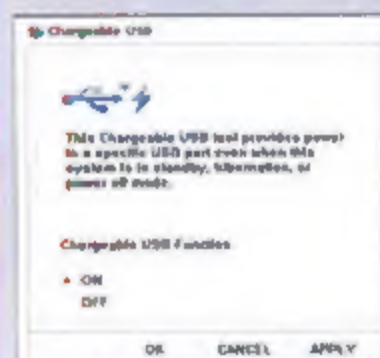 Chargeable USB
This Chargeable USB tool provides power
to a specific USB port even when this
system is in standby, hibernation, or
power off mode.
Chargeable USB Function
ON
OFF
OK CANCEL APPLY